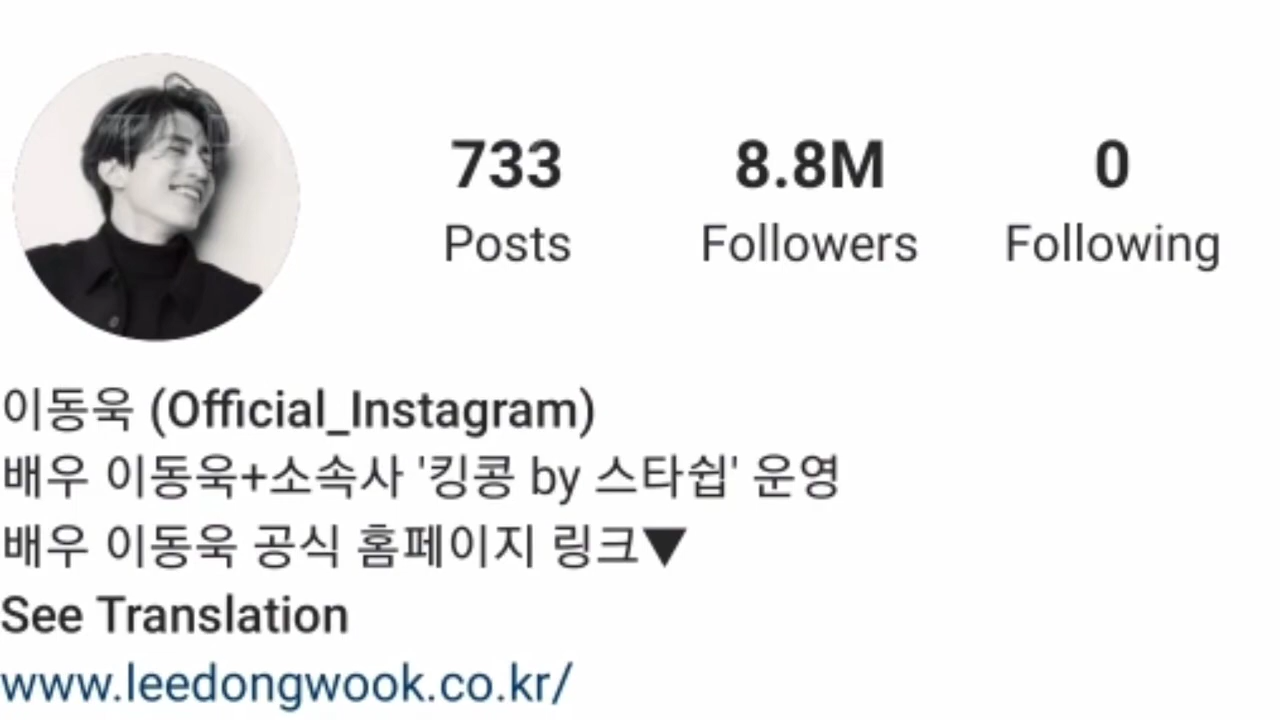 733 8.8M 0
Posts Followers Following
이동욱 (Official_Instagram)
배우 이동욱+소속사 '킹콩 by 스타쉽' 운영
배우 이동욱 공식 홈페이지 링크▼
See Translation
www.leedongwook.co.kr/